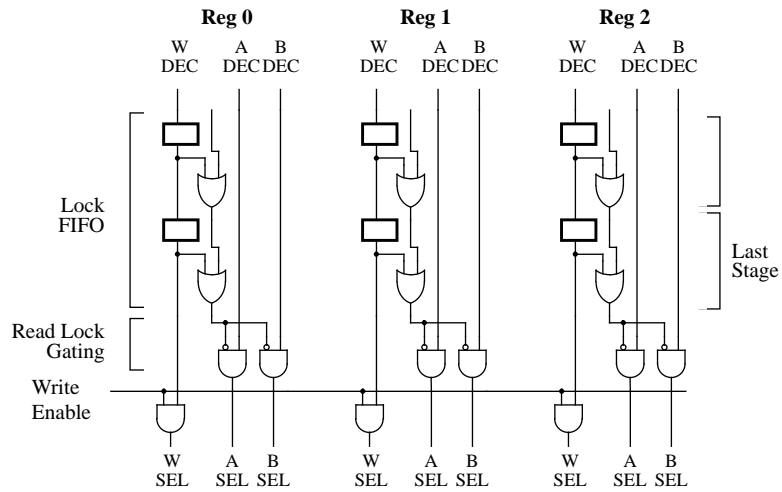 Reg 0 Reg 1 Reg 2
W A B W A B W A B
DEC DEC DEC DEC DEC DEC DEC DEC DEC
Lock
FIFO
Last
Stage
Read Lock
Gating
Write
Enable
W A B W A B W A B
SEL SEL SEL SEL SEL SEL SEL SEL SEL